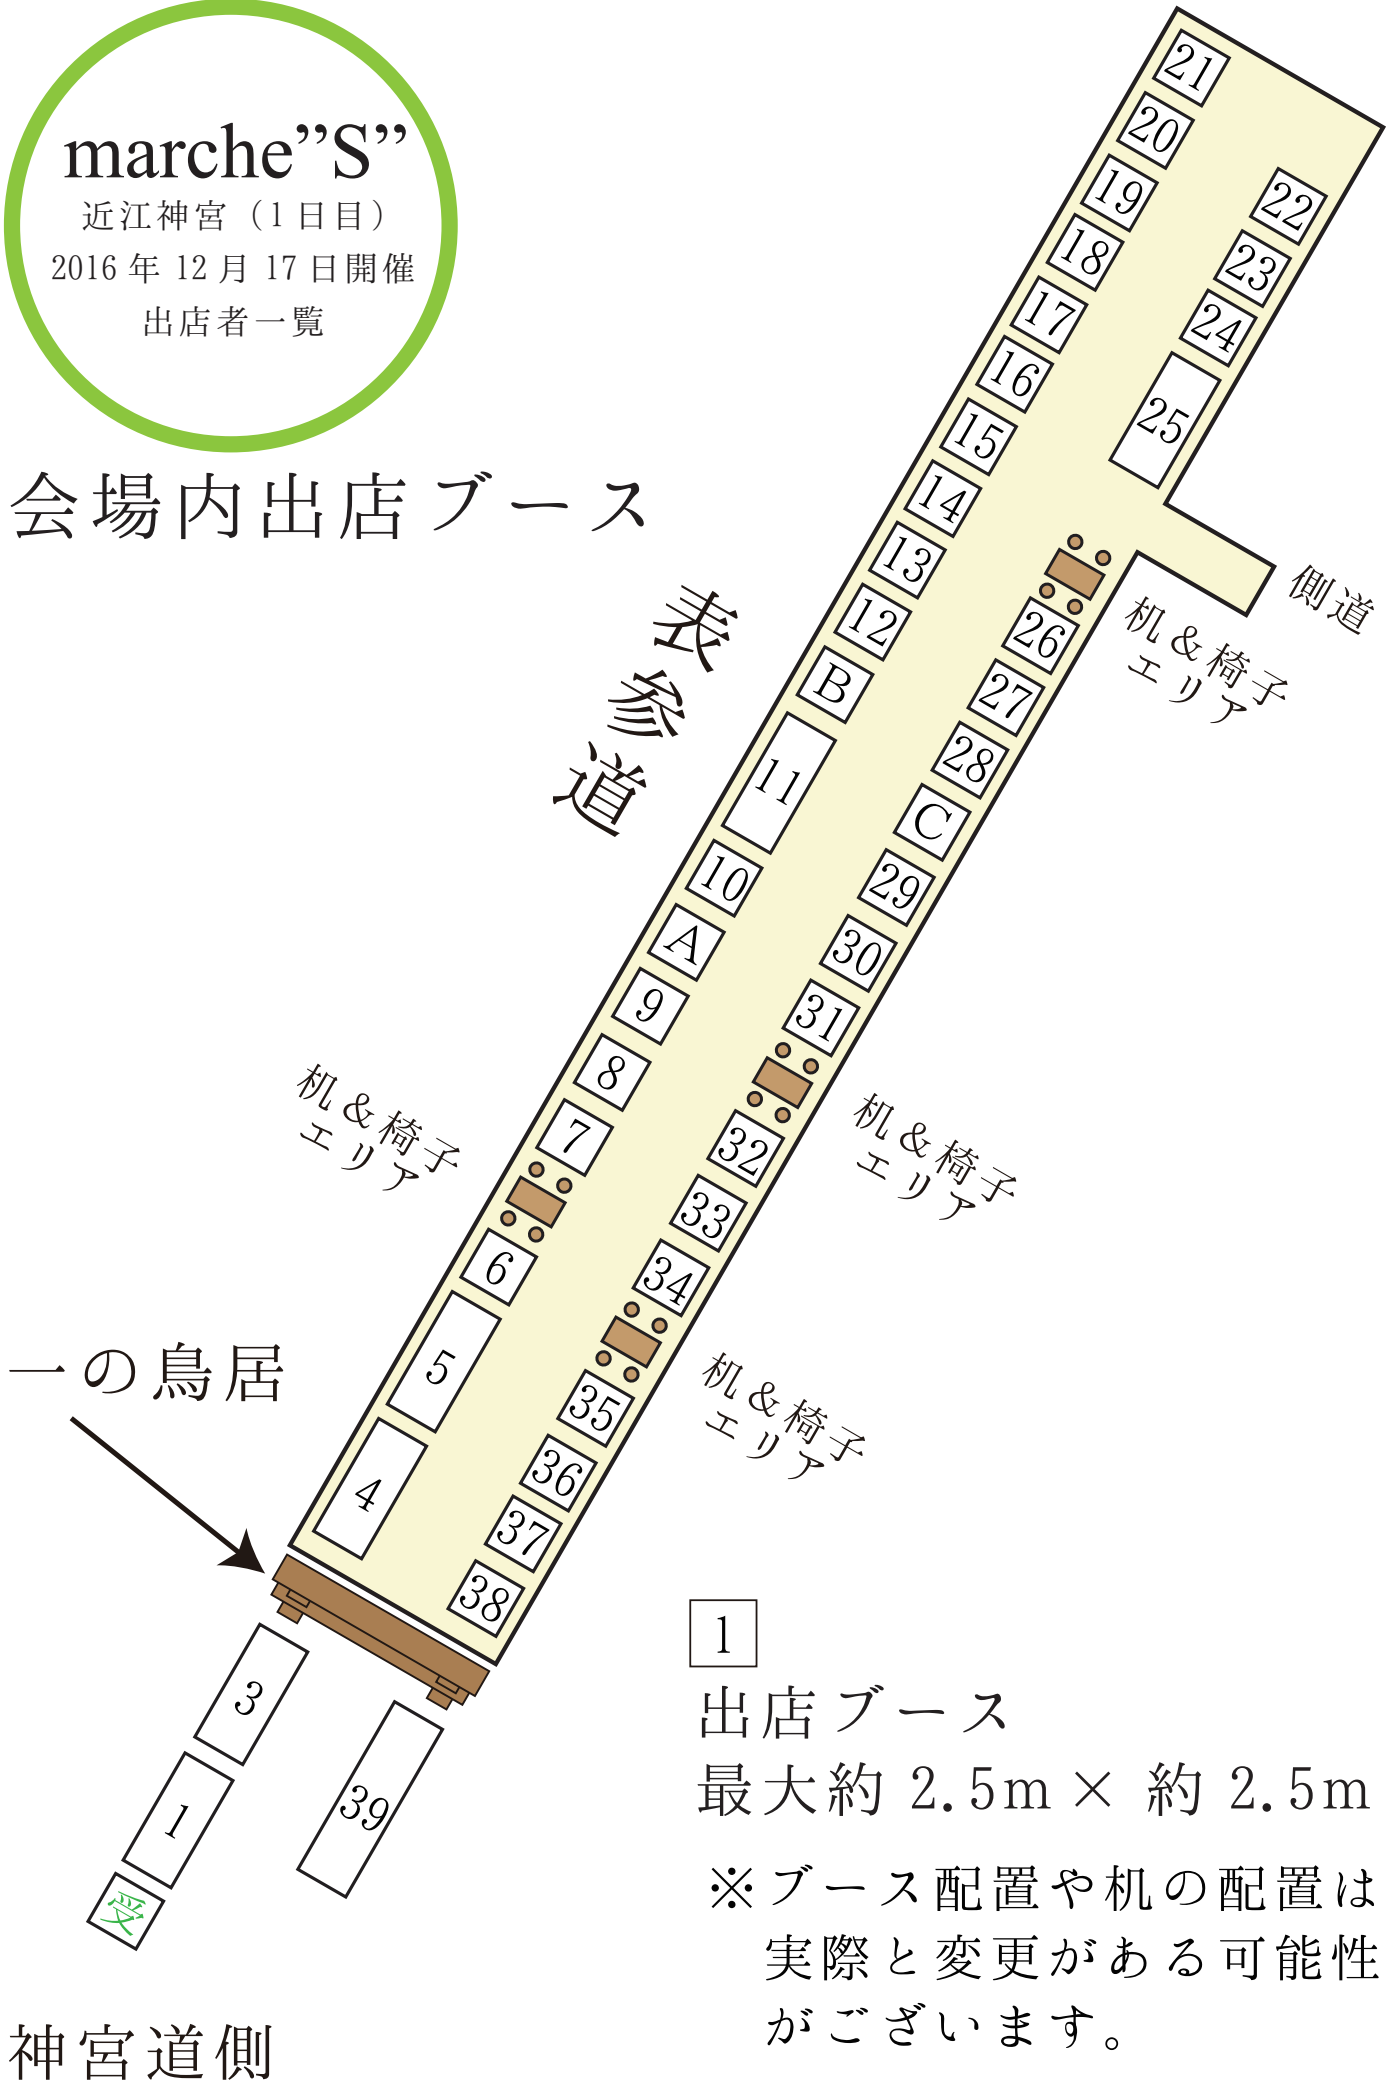 marche”S”
近江神宮（1日目）
2016年12月17日開催
出店者一覧
会場内出店ブース
表参道
21
20
19
18
17
16
15
14
13
12
B
11
10
A
9
8
7
6
5
4
22
23
24
25
側道
机＆椅子
エリア
26
27
28
C
29
30
31
机＆椅子
エリア
32
33
34
机＆椅子
エリア
35
36
37
38
机＆椅子
エリア
一の鳥居
3
1
受
39
神宮道側
1
出店ブース
最大約 2.5m × 約 2.5m
※ブース配置や机の配置は
実際と変更がある可能性
がございます。